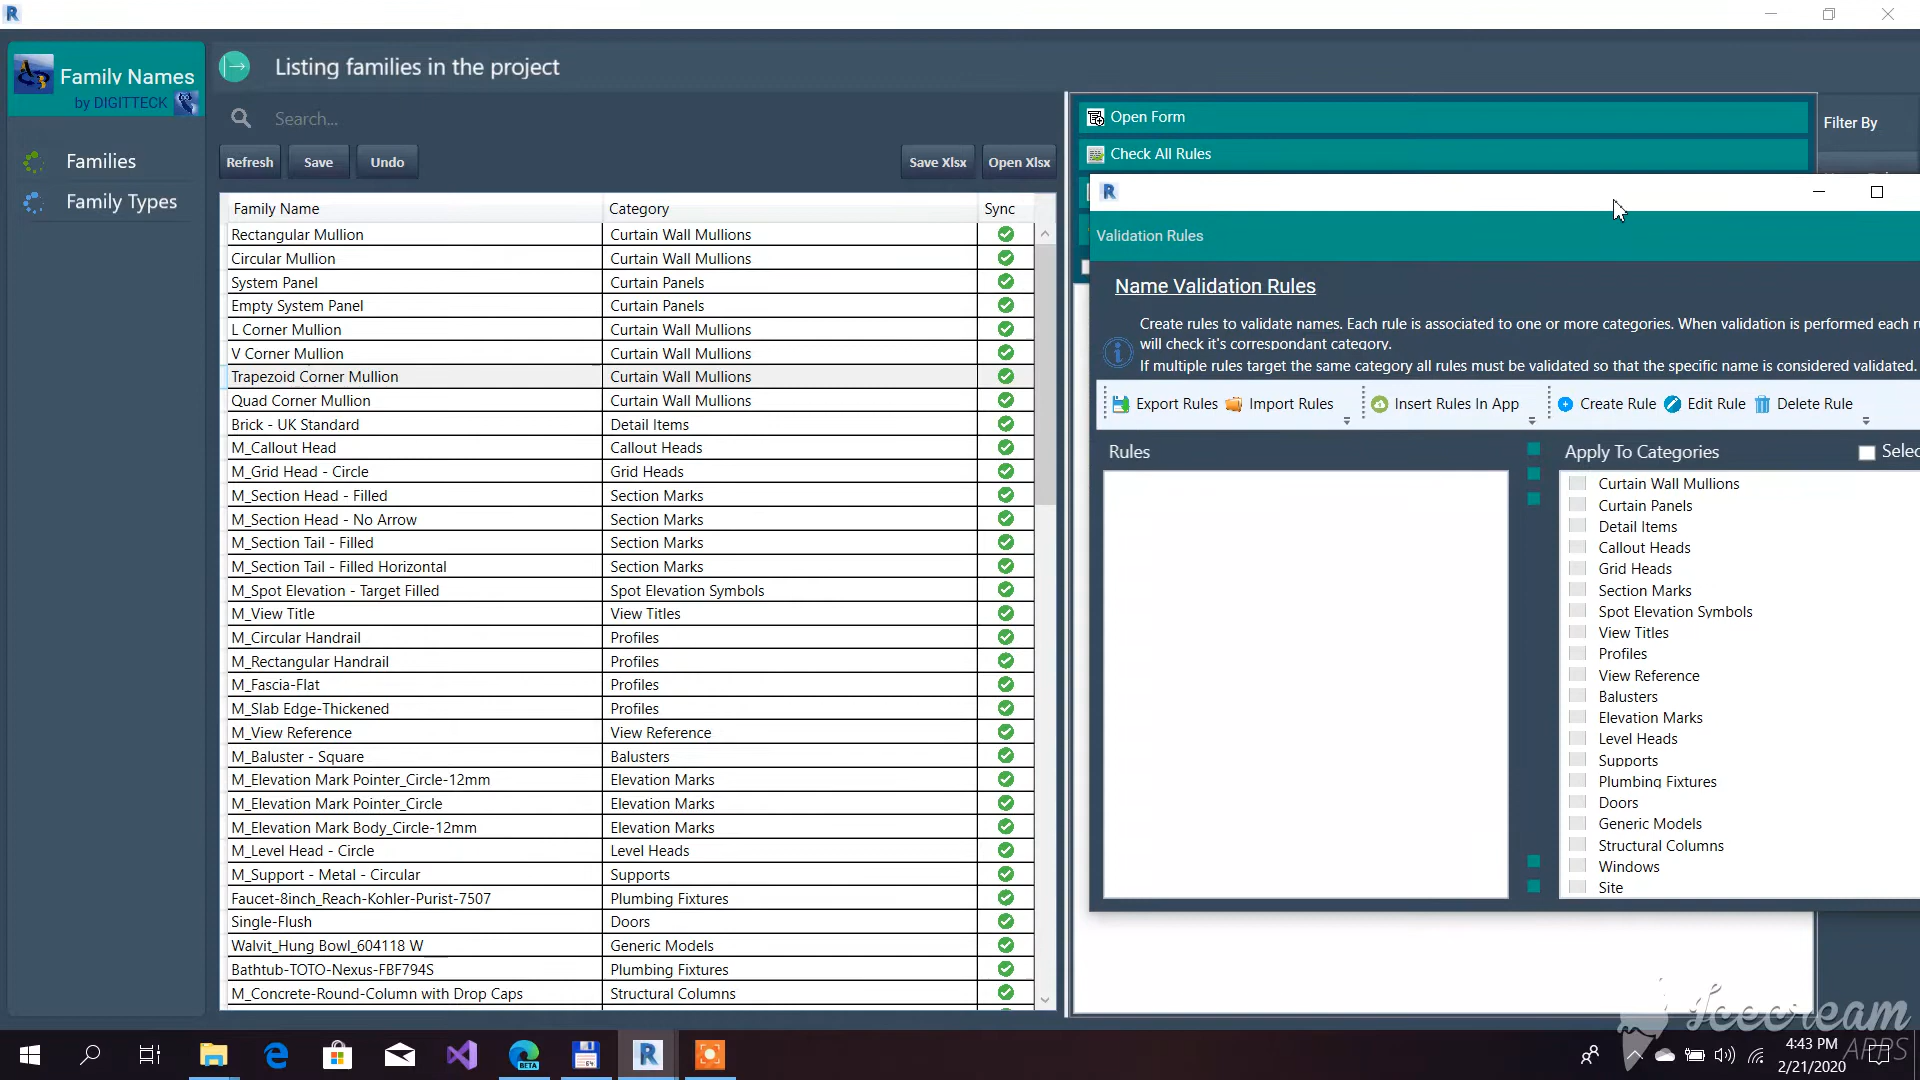 Family Names
by DIGITTECK
Families
Family Types
Listing families in the project
Search...
Refresh
Save
Undo
Save Xlsx
Open Xlsx
Family Name Category Sync
Rectangular Mullion Curtain Wall Mullions
Circular Mullion Curtain Wall Mullions
System Panel Curtain Panels
Empty System Panel Curtain Panels
L Corner Mullion Curtain Wall Mullions
V Corner Mullion Curtain Wall Mullions
Trapezoid Corner Mullion Curtain Wall Mullions
Quad Corner Mullion Curtain Wall Mullions
Brick - UK Standard Detail Items
M_Callout Head Callout Heads
M_Grid Head - Circle Grid Heads
M_Section Head - Filled Section Marks
M_Section Head - No Arrow Section Marks
M_Section Tail - Filled Section Marks
M_Section Tail - Filled Horizontal Section Marks
M_Spot Elevation - Target Filled Spot Elevation Symbols
M_View Title View Titles
M_Circular Handrail Profiles
M_Rectangular Handrail Profiles
M_Fascia-Flat Profiles
M_Slab Edge-Thickened Profiles
M_View Reference View Reference
M_Baluster - Square Balusters
M_Elevation Mark Pointer_Circle-12mm Elevation Marks
M_Elevation Mark Pointer_Circle Elevation Marks
M_Elevation Mark Body_Circle-12mm Elevation Marks
M_Level Head - Circle Level Heads
M_Support - Metal - Circular Supports
Faucet-8inch_Reach-Kohler-Purist-7507 Plumbing Fixtures
Single-Flush Doors
Walvit_Hung Bowl_604118 W Generic Models
Bathtub-TOTO-Nexus-FBF794S Plumbing Fixtures
M_Concrete-Round-Column with Drop Caps Structural Columns
Open Form
Check All Rules
Filter By
Validation Rules
Name Validation Rules
Create rules to validate names. Each rule is associated to one or more categories. When validation is performed each
will check it's correspondant category.
If multiple rules target the same category all rules must be validated so that the specific name is considered validated.
Export Rules Import Rules Insert Rules In App Create Rule Edit Rule Delete Rule
Rules
Apply To Categories
Curtain Wall Mullions
Curtain Panels
Detail Items
Callout Heads
Grid Heads
Section Marks
Spot Elevation Symbols
View Titles
Profiles
View Reference
Balusters
Elevation Marks
Level Heads
Supports
Plumbing Fixtures
Doors
Generic Models
Structural Columns
Windows
Site
Icecream
APPS
BETA
4:43 PM
2/21/2020